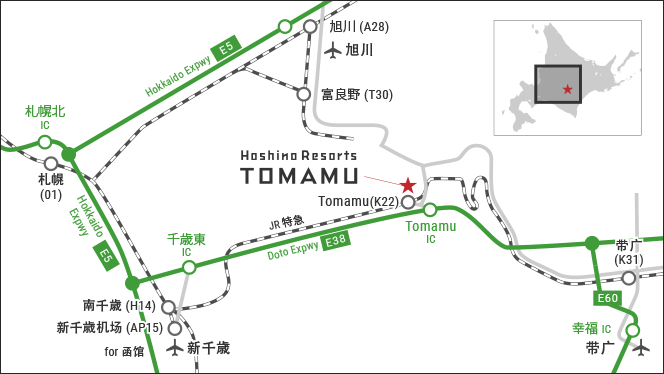 旭川 (A28)
旭川
E5
Hokkaido Expwy
富良野 (T30)
札幌北
IC
札幌
(01)
Hoshino Resorts
TOMAMU
Tomamu(K22)
Tomamu
IC
Hokkaido
Expwy
E5
JR 特急
千歳東
IC
Doto Expwy
E38
带广
(K31)
南千歳 (H14)
新千歳机场 (AP15)
新千歳
for 函馆
E60
幸福 IC
带广